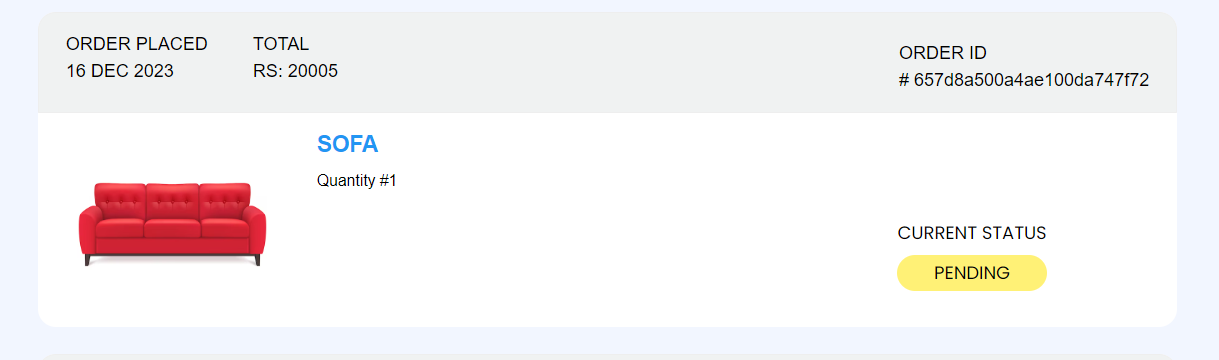 ORDER PLACED
16 DEC 2023
TOTAL
RS: 20005
ORDER ID
# 657d8a500a4ae100da747f72
SOFA
Quantity #1
CURRENT STATUS
PENDING